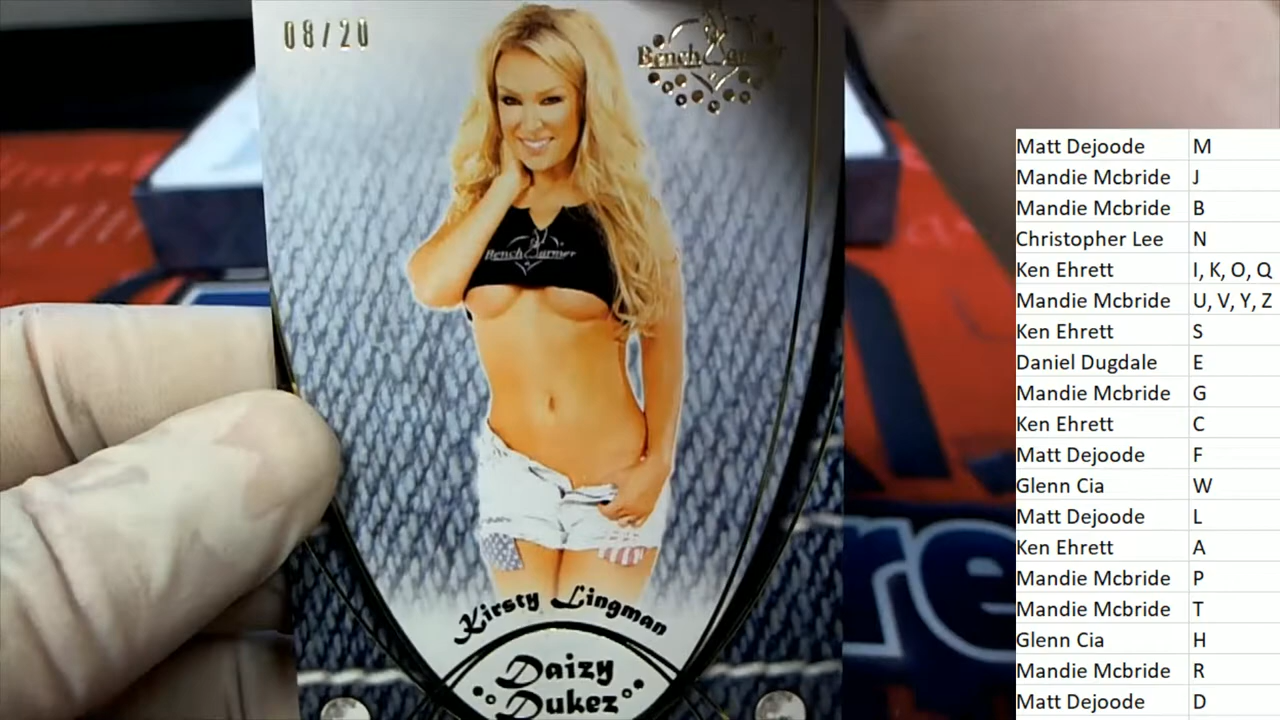 08/20
Bench Warmer
Bench Warmer
Kirsty Lingman
Daizy
Dukez
re
Matt Dejoode M
Mandie Mcbride J
Mandie Mcbride B
Christopher Lee N
Ken Ehrett I, K, O, Q
Mandie Mcbride U, V, Y, Z
Ken Ehrett S
Daniel Dugdale E
Mandie Mcbride G
Ken Ehrett C
Matt Dejoode F
Glenn Cia W
Matt Dejoode L
Ken Ehrett A
Mandie Mcbride P
Mandie Mcbride T
Glenn Cia H
Mandie Mcbride R
Matt Dejoode D